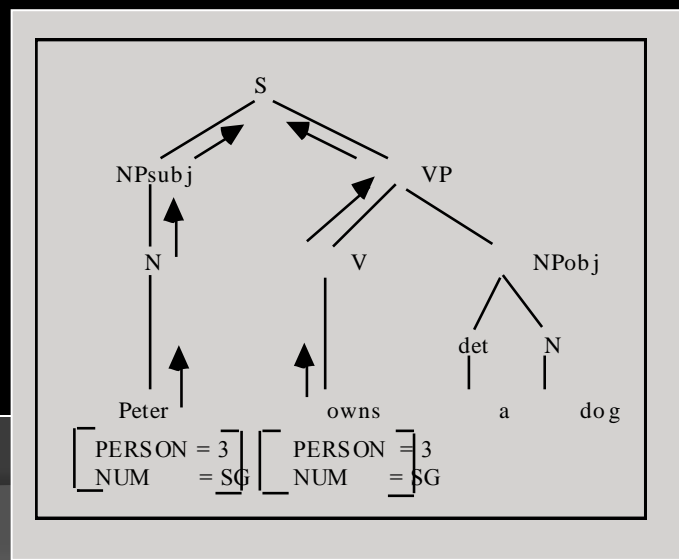 S
NPsubj VP
N V NPobj
det N
Peter owns a dog
PERSON = 3 PERSON = 3
NUM = SG NUM = SG